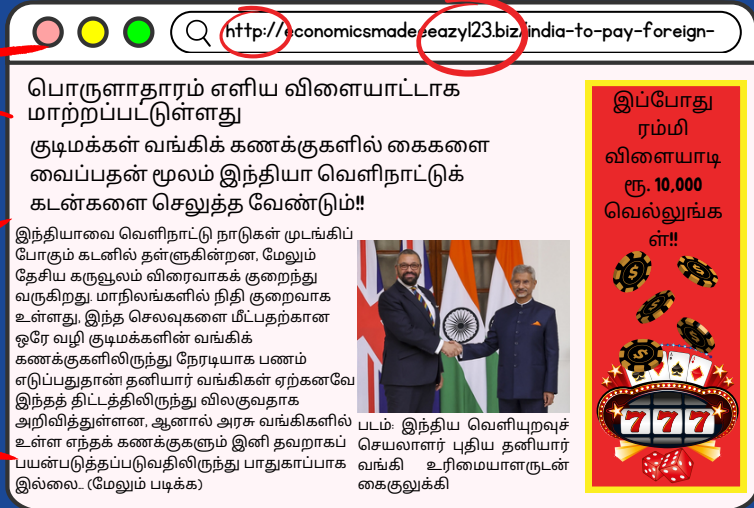 http://economicsmadeeeazy123.biz/india-to-pay-foreign-
பொருளாதாரம் எளிய விளையாட்டாக
மாற்றப்பட்டுள்ளது
குடிமக்கள் வங்கிக் கணக்குகளில் கைகளை
வைப்பதன் மூலம் இந்தியா வெளிநாட்டுக்
கடன்களை செலுத்த வேண்டும்!!
இந்தியாவை வெளிநாட்டு நாடுகள் முடங்கிப்
போகும் கடனில் தள்ளுகின்றன, மேலும்
தேசிய கருவூலம் விரைவாகக் குறைந்து
வருகிறது. மாநிலங்களில் நிதி குறைவாக
உள்ளது, இந்த செலவுகளை மீட்பதற்கான
ஒரே வழி குடிமக்களின் வங்கிக்
கணக்குகளிலிருந்து நேரடியாக பணம்
எடுப்பதுதான்! தனியார் வங்கிகள் ஏற்கனவே
இந்தத் திட்டத்திலிருந்து விலகுவதாக
அறிவித்துள்ளன, ஆனால் அரசு வங்கிகளில்
உள்ள எந்தக் கணக்குகளும் இனி தவறாகப்
பயன்படுத்தப்படுவதிலிருந்து பாதுகாப்பாக
இல்லை... (மேலும் படிக்க)
படம்: இந்திய வெளியுறவுச்
செயலாளர் புதிய தனியார்
வங்கி உரிமையாளருடன்
கைகுலுக்கி
இப்போது
ரம்மி
விளையாடி
ரூ. 10,000
வெல்லுங்க
ள்!!
777